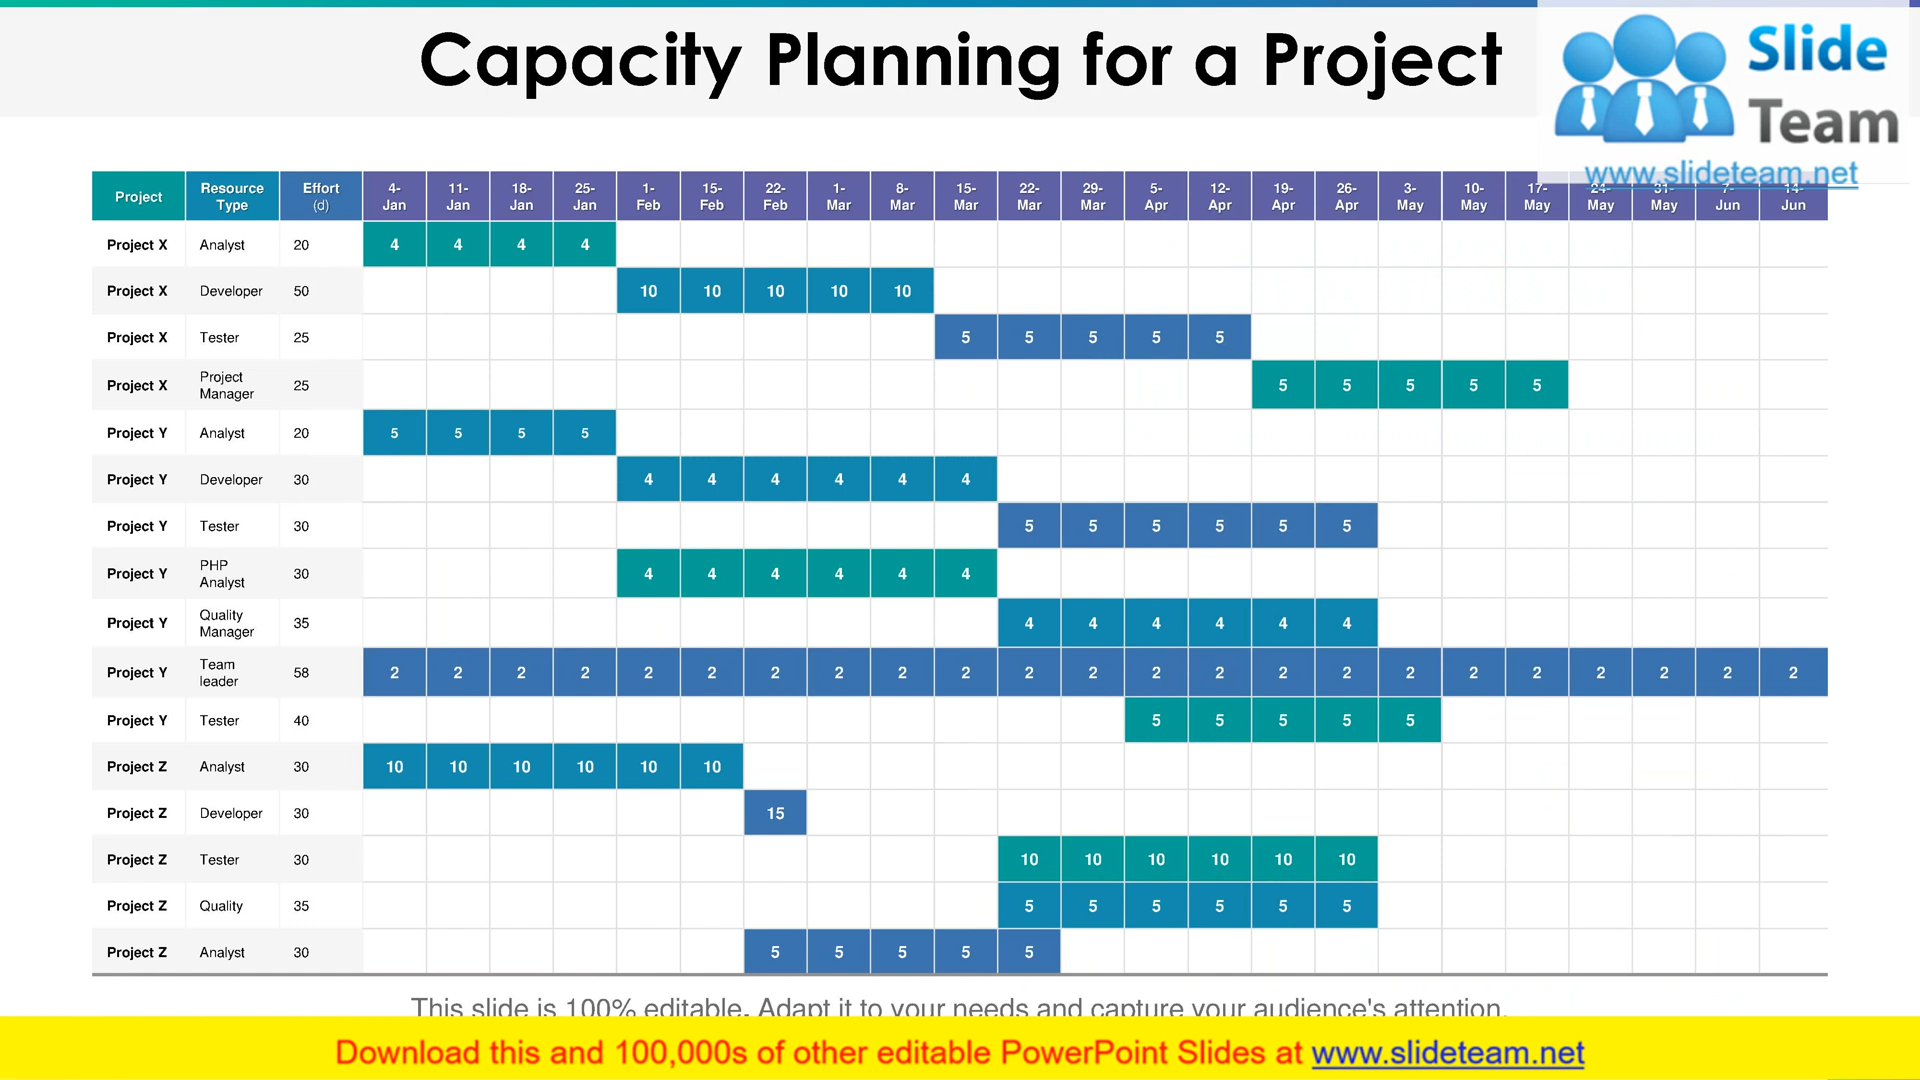 Capacity Planning for a Project
Slide
Team
www.slideteam.net
Project Resource Type Effort (d) 4-Jan 11-Jan 18-Jan 25-Jan 1-Feb 15-Feb 22-Feb 1-Mar 8-Mar 15-Mar 22-Mar 29-Mar 5-Apr 12-Apr 19-Apr 26-Apr 3-May 10-May 17-May 24-May 31-May 7-Jun 14-Jun
Project X Analyst 20 4 4 4 4
Project X Developer 50 10 10 10 10 10
Project X Tester 25 5 5 5 5 5
Project X Project Manager 25 5 5 5 5 5
Project Y Analyst 20 5 5 5 5
Project Y Developer 30 4 4 4 4 4 4
Project Y Tester 30 5 5 5 5 5 5
Project Y PHP Analyst 30 4 4 4 4 4 4
Project Y Quality Manager 35 4 4 4 4 4 4
Project Y Team leader 58 2 2 2 2 2 2 2 2 2 2 2 2 2 2 2 2 2 2 2 2 2 2 2
Project Y Tester 40 5 5 5 5 5
Project Z Analyst 30 10 10 10 10 10 10
Project Z Developer 30 15
Project Z Tester 30 10 10 10 10 10 10
Project Z Quality 35 5 5 5 5 5 5
Project Z Analyst 30 5 5 5 5 5
This slide is 100% editable. Adapt it to your needs and capture your audience's attention.
Download this and 100,000s of other editable PowerPoint Slides at www.slideteam.net